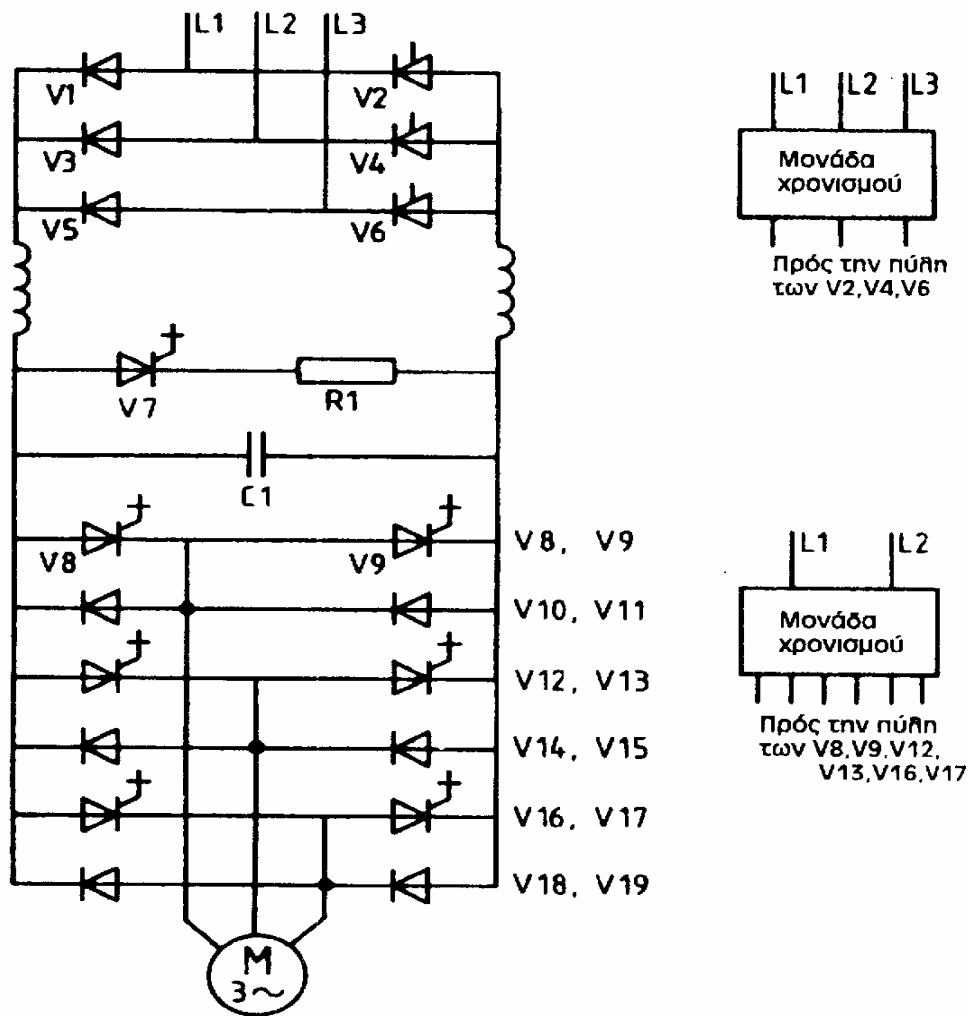 L1 L2 L3
V1 V2
V3 V4
V5 V6
V7 R1
C1
V8 V9 V8, V9
V10, V11
V12, V13
V14, V15
V16, V17
V18, V19
M
3~
L1 L2 L3
Μονάδα
χρονισμού
Πρός την πύλη
των V2,V4,V6
L1 L2
Μονάδα
χρονισμού
Πρός την πύλη
των V8,V9,V12,
V13,V16,V17